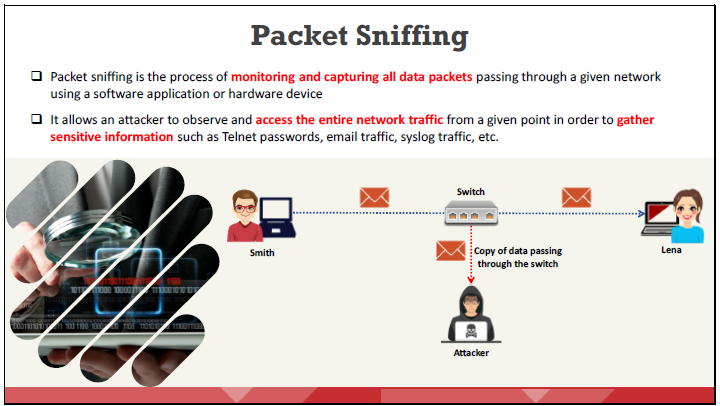 Packet Sniffing
Packet sniffing is the process of monitoring and capturing all data packets passing through a given network
using a software application or hardware device
It allows an attacker to observe and access the entire network traffic from a given point in order to gather
sensitive information such as Telnet passwords, email traffic, syslog traffic, etc.
Switch
Smith
Lena
Copy of data passing
through the switch
Attacker